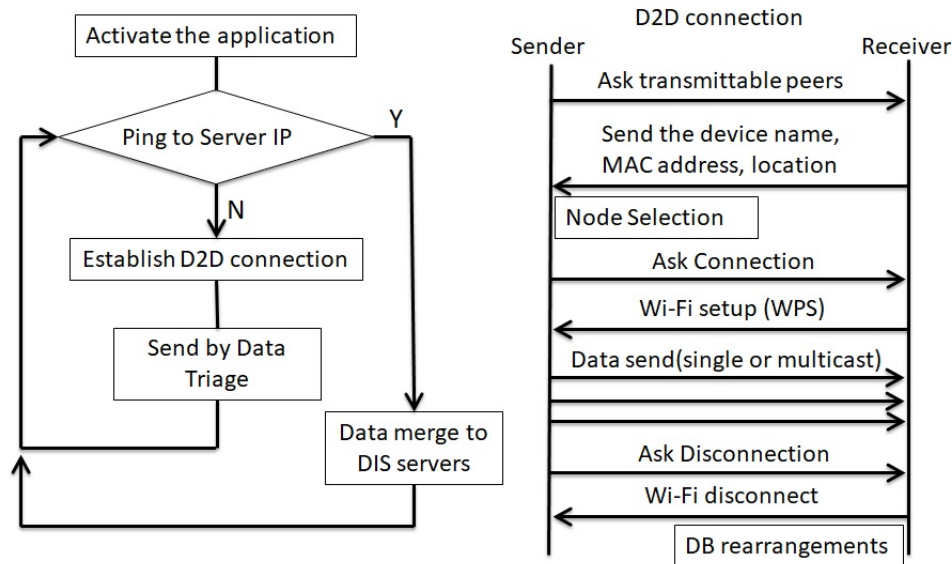 Activate the application
Ping to Server IP
Y
N
Establish D2D connection
Send by Data
Triage
Data merge to
DIS servers
D2D connection
Sender
Receiver
Ask transmittable peers
Send the device name,
MAC address, location
Node Selection
Ask Connection
Wi-Fi setup (WPS)
Data send(single or multicast)
Ask Disconnection
Wi-Fi disconnect
DB rearrangements